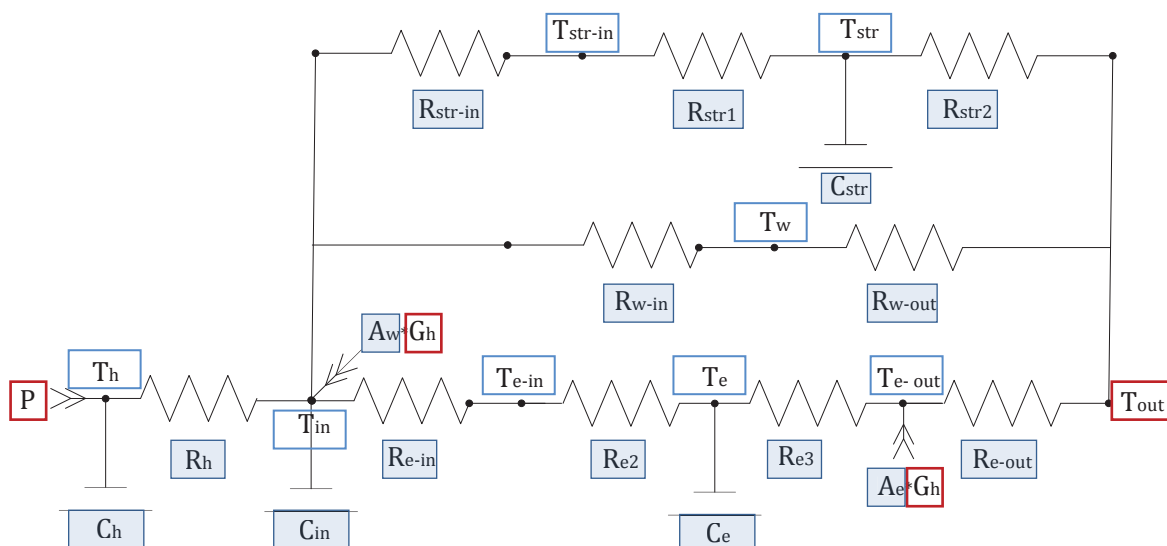 Tstr-in Tstr
Rstr-in Rstr1 Rstr2
Cstr
Tw
Rw-in Rw-out
Aw*Gh
P Th Te-in Te Te- out Tout
Tin
Rh Re-in Re2 Re3 Re-out
Ae*Gh
Ch Cin Ce